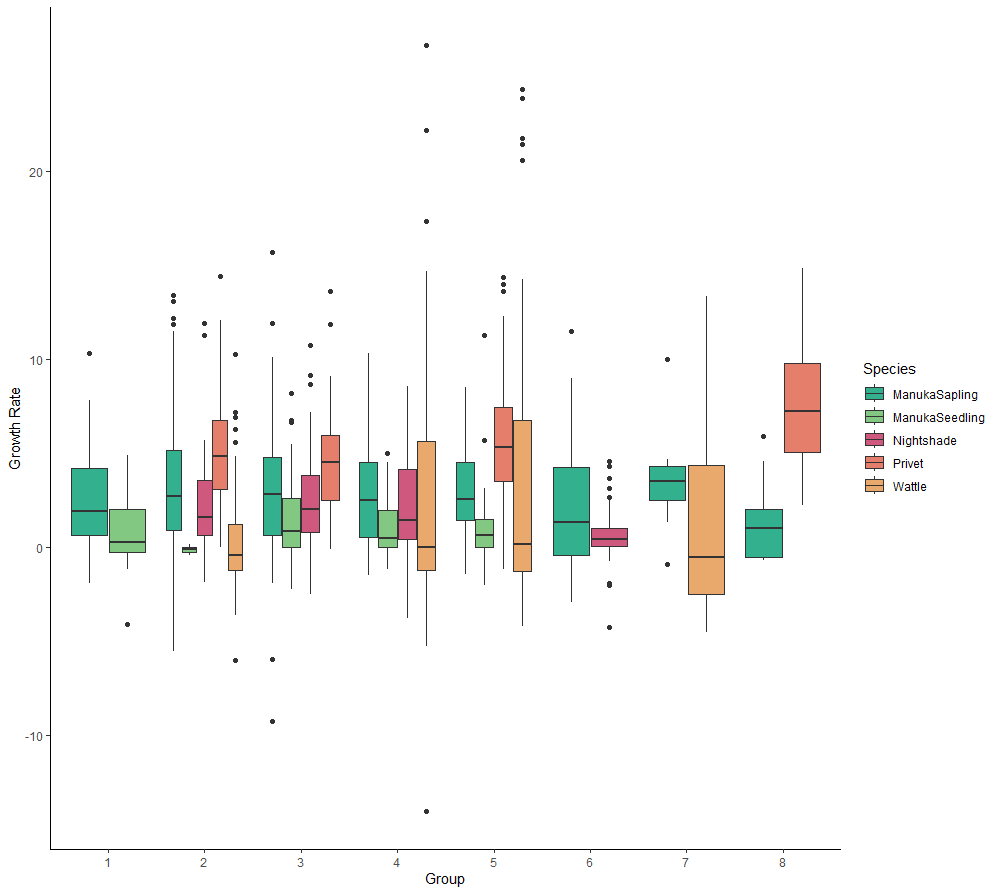 Growth Rate
20
10
0
-10
1 2 3 4 5 6 7 8
Group
Species
ManukaSapling
ManukaSeedling
Nightshade
Privet
Wattle